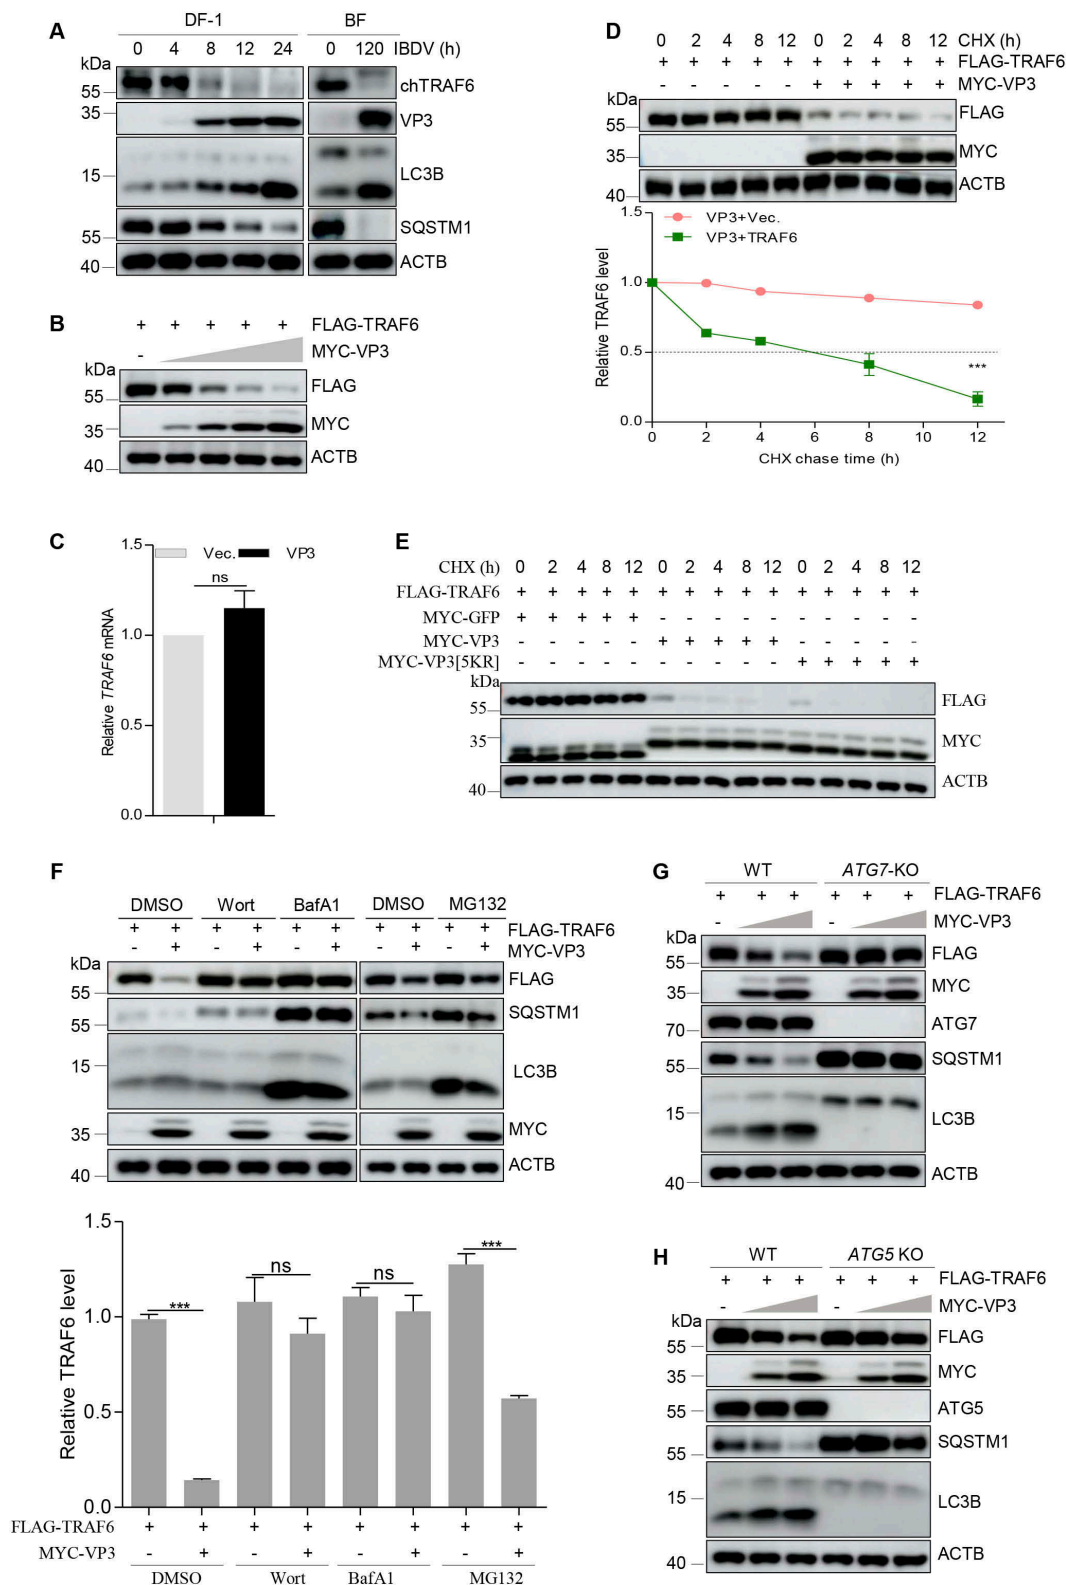 A
DF-1 BF
0 4 8 12 24 0 120 IBDV (h)
kDa
55 chTRAF6
35 VP3
15 LC3B
55 SQSTM1
40 ACTB
B
+ + + + + FLAG-TRAF6
- MYC-VP3
kDa
55 FLAG
35 MYC
40 ACTB
C
1.5
Vec. VP3
ns
1.0
0.5
0.0
Relative TRAF6 mRNA
D
0 2 4 8 12 0 2 4 8 12 CHX (h)
+ + + + + + + + + + FLAG-TRAF6
- - - - - + + + + + MYC-VP3
kDa
55 FLAG
35 MYC
40 ACTB
1.5
VP3+Vec.
VP3+TRAF6
1.0
0.5
***
0.0
Relative TRAF6 level
0 2 4 6 8 10 12
CHX chase time (h)
E
CHX (h) 0 2 4 8 12 0 2 4 8 12 0 2 4 8 12
FLAG-TRAF6 + + + + + + + + + + + + + + +
MYC-GFP + + + + + - - - - - - - - - -
MYC-VP3 - - - - - + + + + + - - - - -
MYC-VP3[5KR] - - - - - - - - - - + + + + +
kDa
55 FLAG
35 MYC
40 ACTB
F
DMSO Wort BafA1 DMSO MG132
+ + + + + + + + + + FLAG-TRAF6
- + - + - + - + - + MYC-VP3
kDa
55 FLAG
55 SQSTM1
15 LC3B
35 MYC
40 ACTB
1.5
1.0
0.5
0.0
Relative TRAF6 level
*** ns ns ***
FLAG-TRAF6 + + + + + + + +
MYC-VP3 - + - + - + - +
DMSO Wort BafA1 MG132
G
WT ATG7-KO
+ + + + + + FLAG-TRAF6
- - MYC-VP3
kDa
55 FLAG
35 MYC
70 ATG7
55 SQSTM1
15 LC3B
40 ACTB
H
WT ATG5 KO
+ + + + + + FLAG-TRAF6
- - MYC-VP3
kDa
55 FLAG
35 MYC
55 ATG5
55 SQSTM1
15 LC3B
40 ACTB